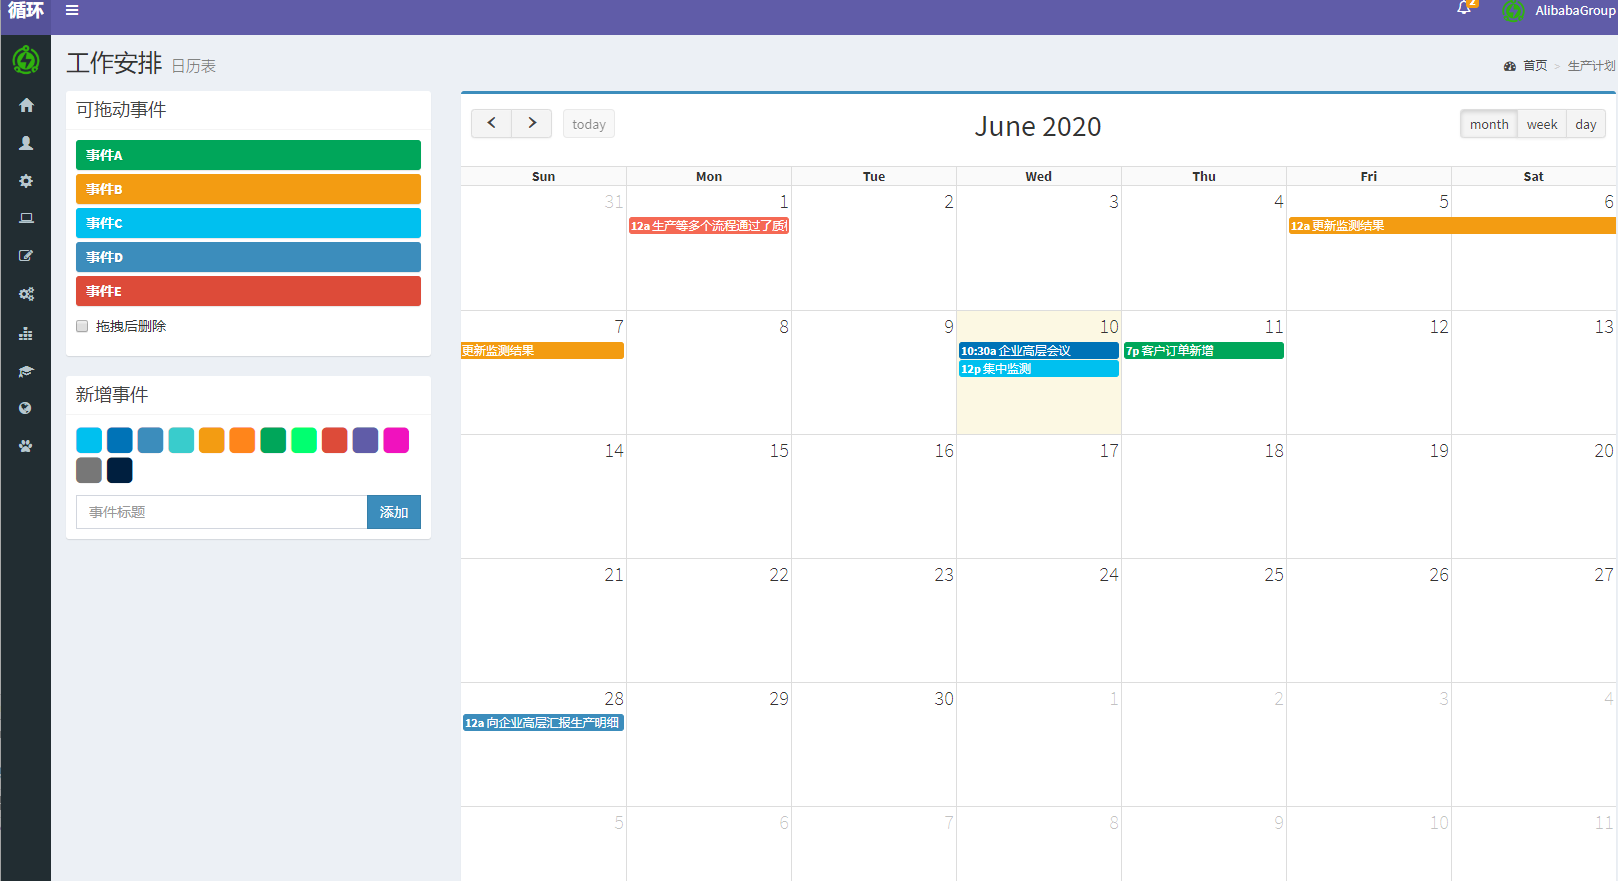 循环
2
AlibabaGroup
工作安排 日历表
首页 > 生产计划
可拖动事件
事件A
事件B
事件C
事件D
事件E
拖拽后删除
新增事件
事件标题
添加
today
June 2020
month week day
Sun Mon Tue Wed Thu Fri Sat
31 1 2 3 4 5 6
12a 生产等多个流程通过了质
12a 更新监测结果
7 8 9 10 11 12 13
更新监测结果
10:30a 企业高层会议
7p 客户订单新增
12p 集中监测
14 15 16 17 18 19 20
21 22 23 24 25 26 27
28 29 30 1 2 3 4
12a 向企业高层汇报生产明细
5 6 7 8 9 10 11